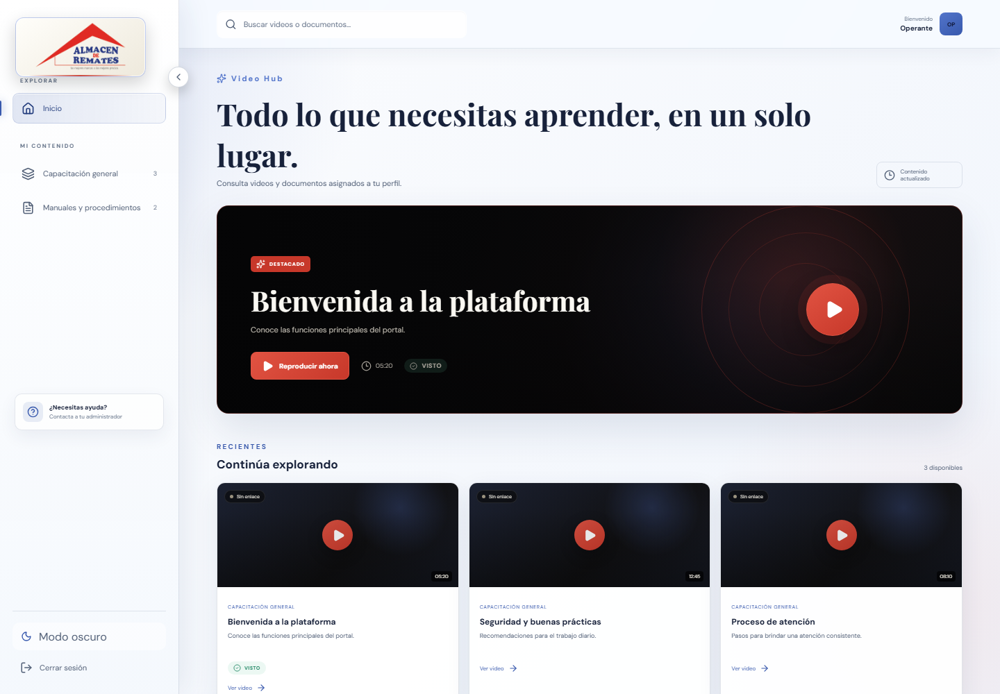 ALMACEN
DE
REMATES
EXPLORAR
Inicio
MI CONTENIDO
Capacitación general 3
Manuales y procedimientos 2
¿Necesitas ayuda?
Contacta a tu administrador
Modo oscuro
Cerrar sesión
Buscar videos o documentos...
Bienvenido
Operante
OP
Video Hub
Todo lo que necesitas aprender, en un solo
lugar.
Consulta videos y documentos asignados a tu perfil.
Contenido
actualizado
DESTACADO
Bienvenida a la plataforma
Conoce las funciones principales del portal.
Reproducir ahora
05:20
VISTO
RECIENTES
Continúa explorando
3 disponibles
Sin enlace
05:20
CAPACITACIÓN GENERAL
Bienvenida a la plataforma
Conoce las funciones principales del portal.
VISTO
Ver video
Sin enlace
12:45
CAPACITACIÓN GENERAL
Seguridad y buenas prácticas
Recomendaciones para el trabajo diario.
Ver video
Sin enlace
08:10
CAPACITACIÓN GENERAL
Proceso de atención
Pasos para brindar una atención consistente.
Ver video